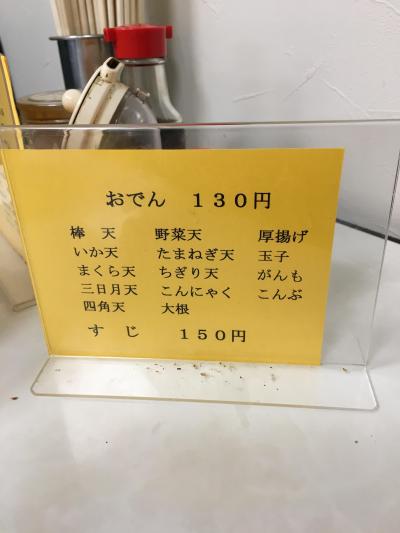 おでん　１３０円
棒　天　野菜天　厚揚げ
いか天　たまねぎ天　玉子
まくら天　ちぎり天　がんも
三日月天　こんにゃく　こんぶ
四角天　大根
す　じ　１５０円